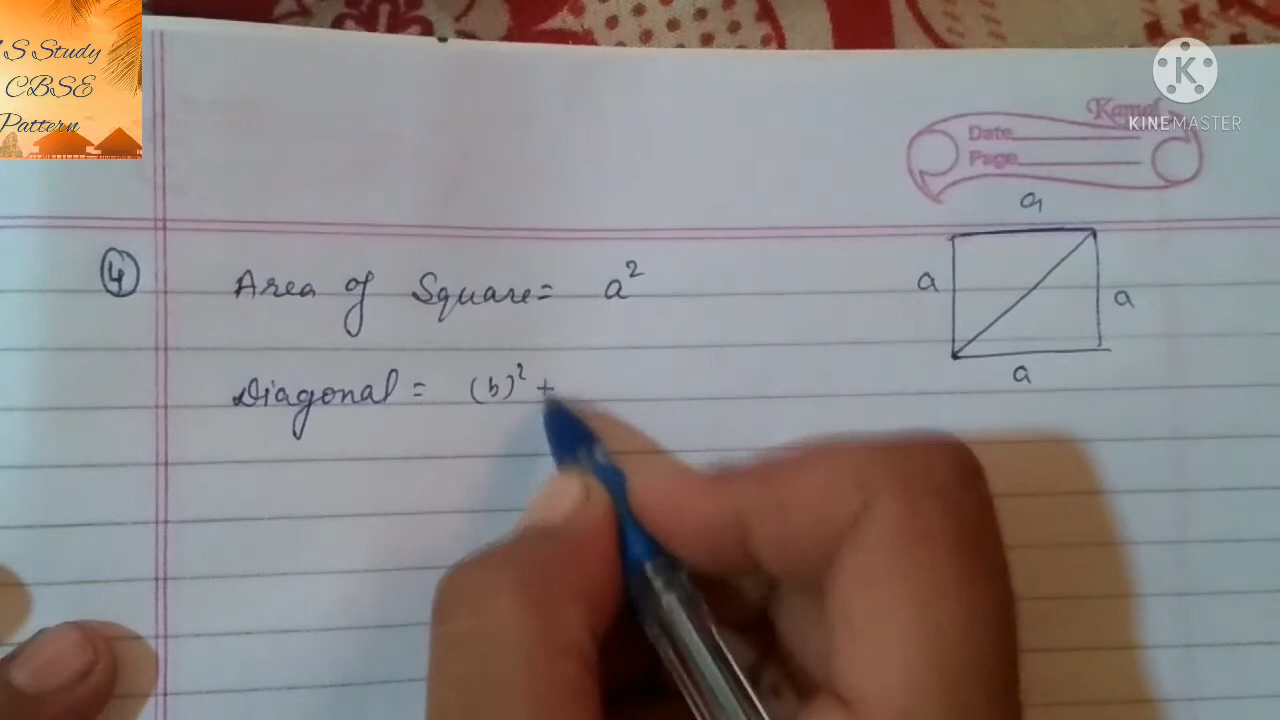 S Study
CBSE
Pattern
KINEMASTER
Kamal
Date
Page
a
④ Area of Square = a²
a
a
Diagonal = (b)² +
a